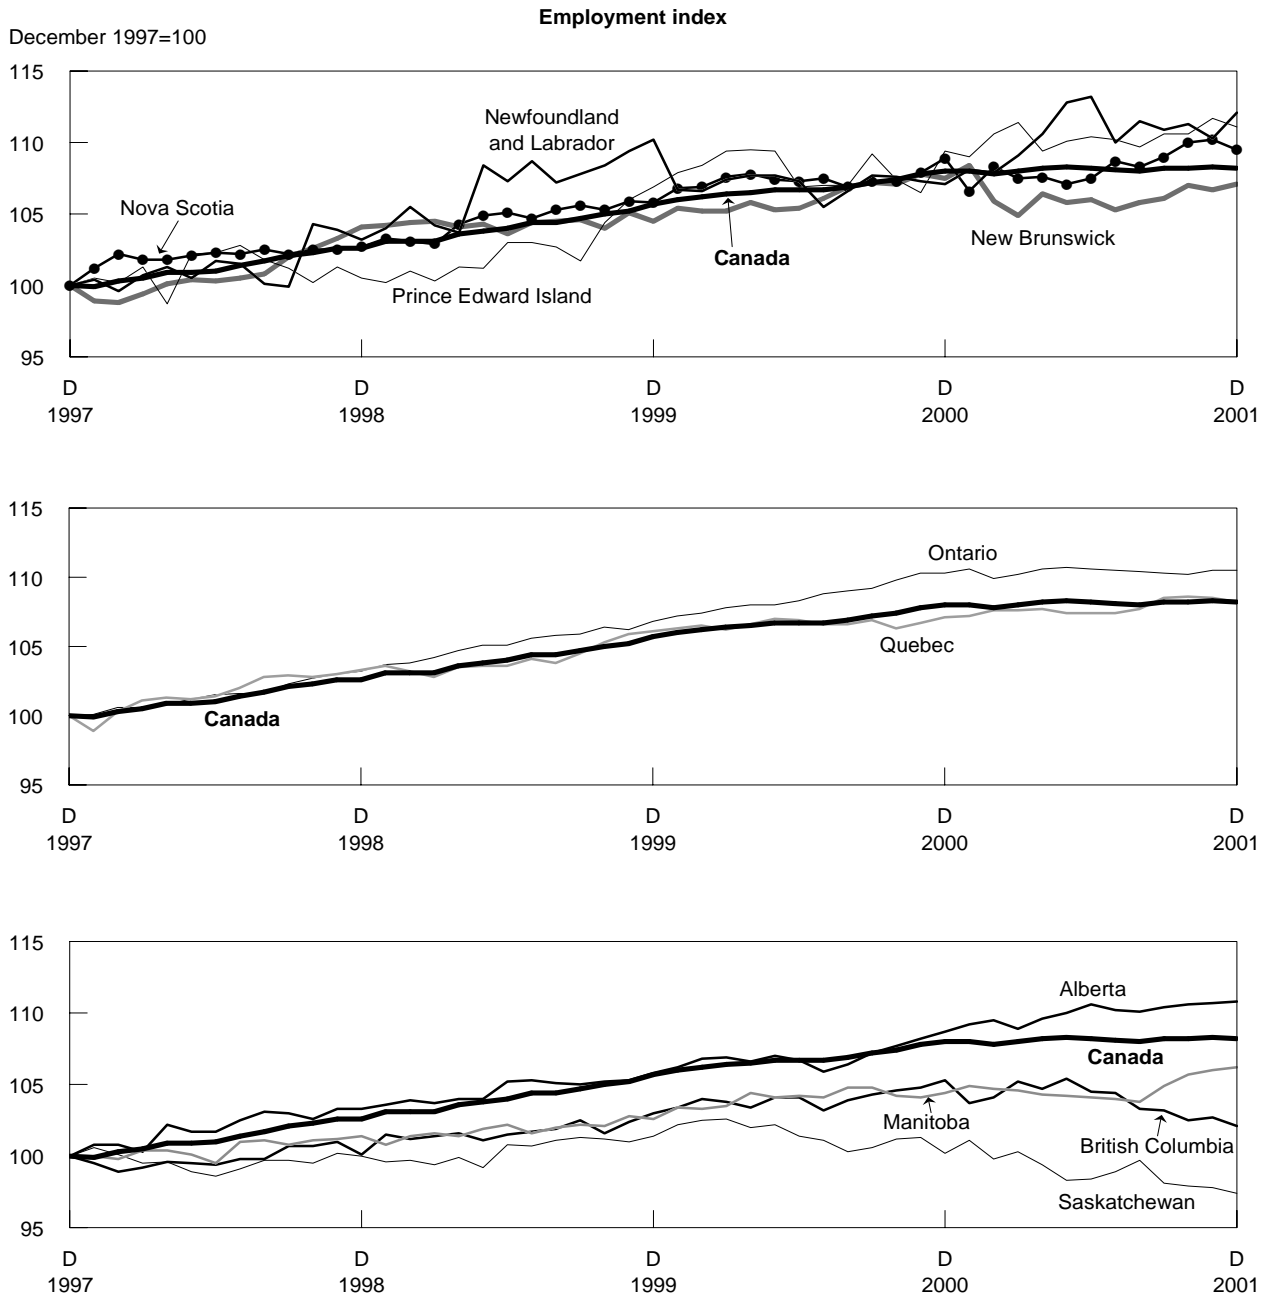 Employment index
December 1997=100
115
110
105
100
95
Newfoundland
and Labrador
Nova Scotia
Canada
New Brunswick
Prince Edward Island
D
1997
D
1998
D
1999
D
2000
D
2001
115
110
105
100
95
Ontario
Quebec
Canada
D
1997
D
1998
D
1999
D
2000
D
2001
115
110
105
100
95
Alberta
Canada
Manitoba
British Columbia
Saskatchewan
D
1997
D
1998
D
1999
D
2000
D
2001